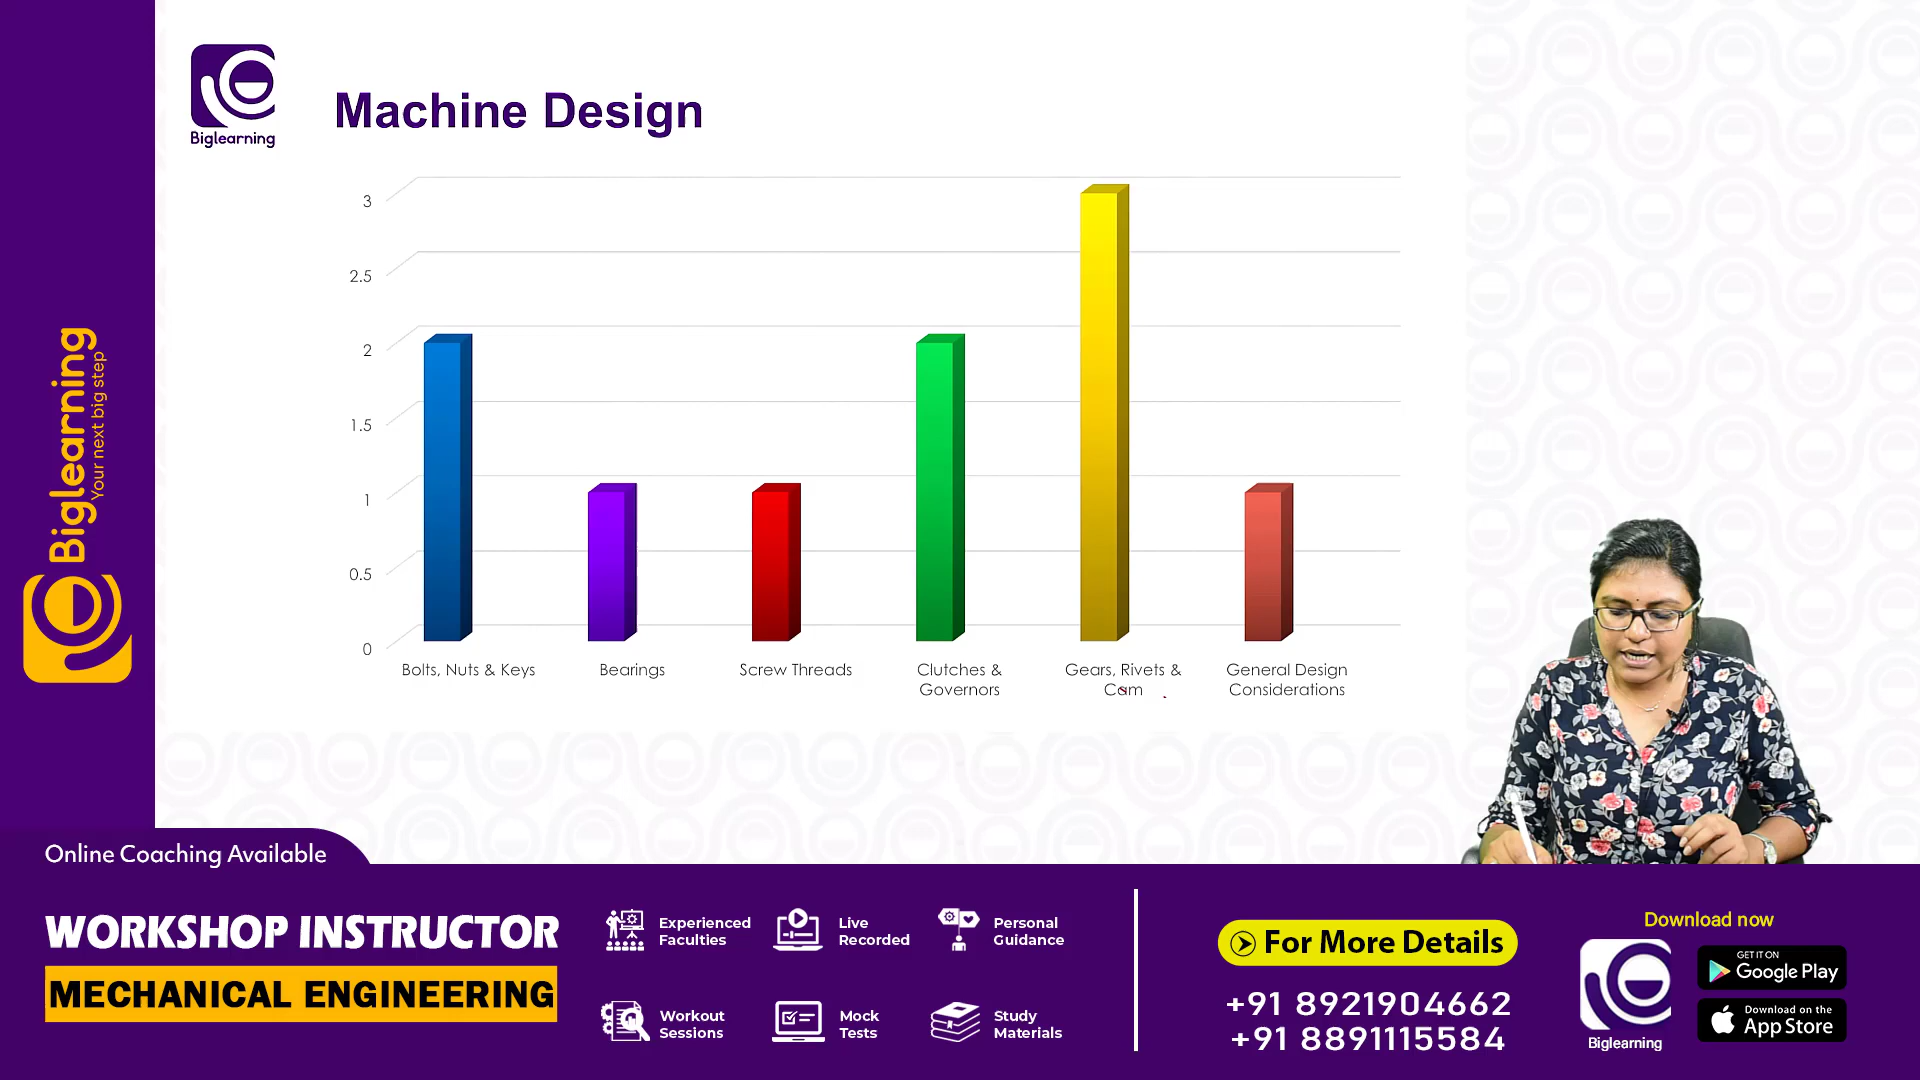 Biglearning
Machine Design
3
2.5
2
1.5
1
0.5
0
Bolts, Nuts & Keys
Bearings
Screw Threads
Clutches &
Governors
Gears, Rivets &
Cam
General Design
Considerations
Biglearning
Your next big step
Online Coaching Available
WORKSHOP INSTRUCTOR
MECHANICAL ENGINEERING
Experienced
Faculties
Live
Recorded
Personal
Guidance
Workout
Sessions
Mock
Tests
Study
Materials
For More Details
+91 8921904662
+91 8891115584
Download now
Biglearning
GET IT ON
Google Play
Download on the
App Store